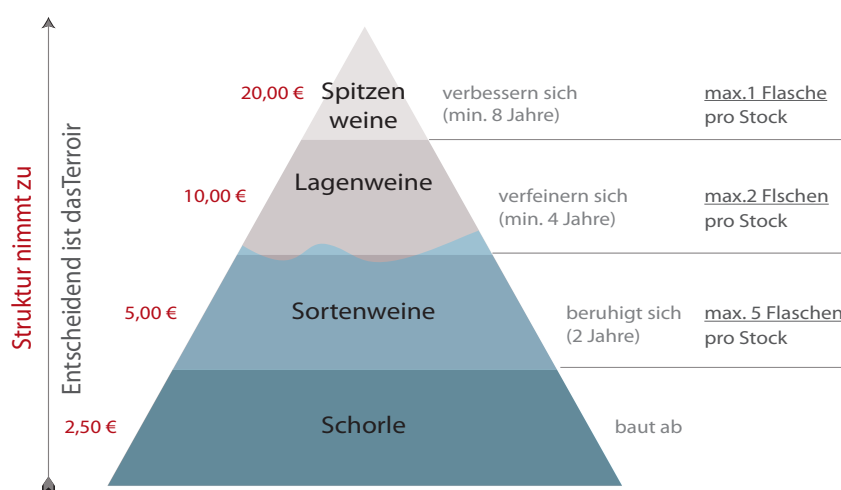 Struktur nimmt zu
Entscheidend ist dasTerroir
20,00 €
Spitzen
weine
verbessern sich
(min. 8 Jahre)
max.1 Flasche
pro Stock
10,00 €
Lagenweine
verfeinern sich
(min. 4 Jahre)
max.2 Flschen
pro Stock
5,00 €
Sortenweine
beruhigt sich
(2 Jahre)
max. 5 Flaschen
pro Stock
2,50 €
Schorle
baut ab